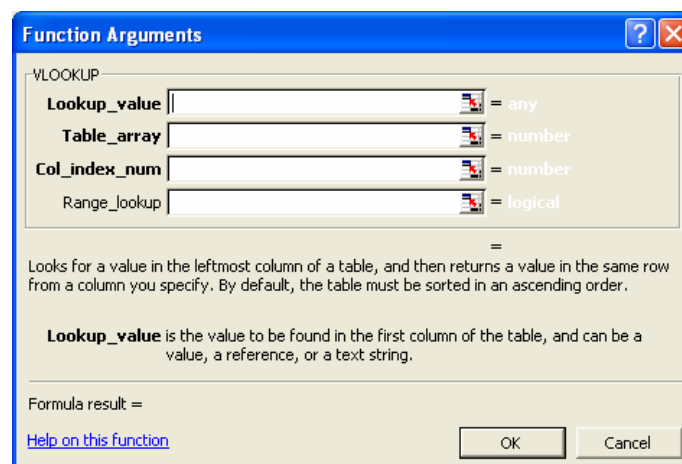 Function Arguments
VLOOKUP
Lookup_value = any
Table_array = number
Col_index_num = number
Range_lookup = logical
=
Looks for a value in the leftmost column of a table, and then returns a value in the same row
from a column you specify. By default, the table must be sorted in an ascending order.
Lookup_value is the value to be found in the first column of the table, and can be a
value, a reference, or a text string.
Formula result =
Help on this function OK Cancel